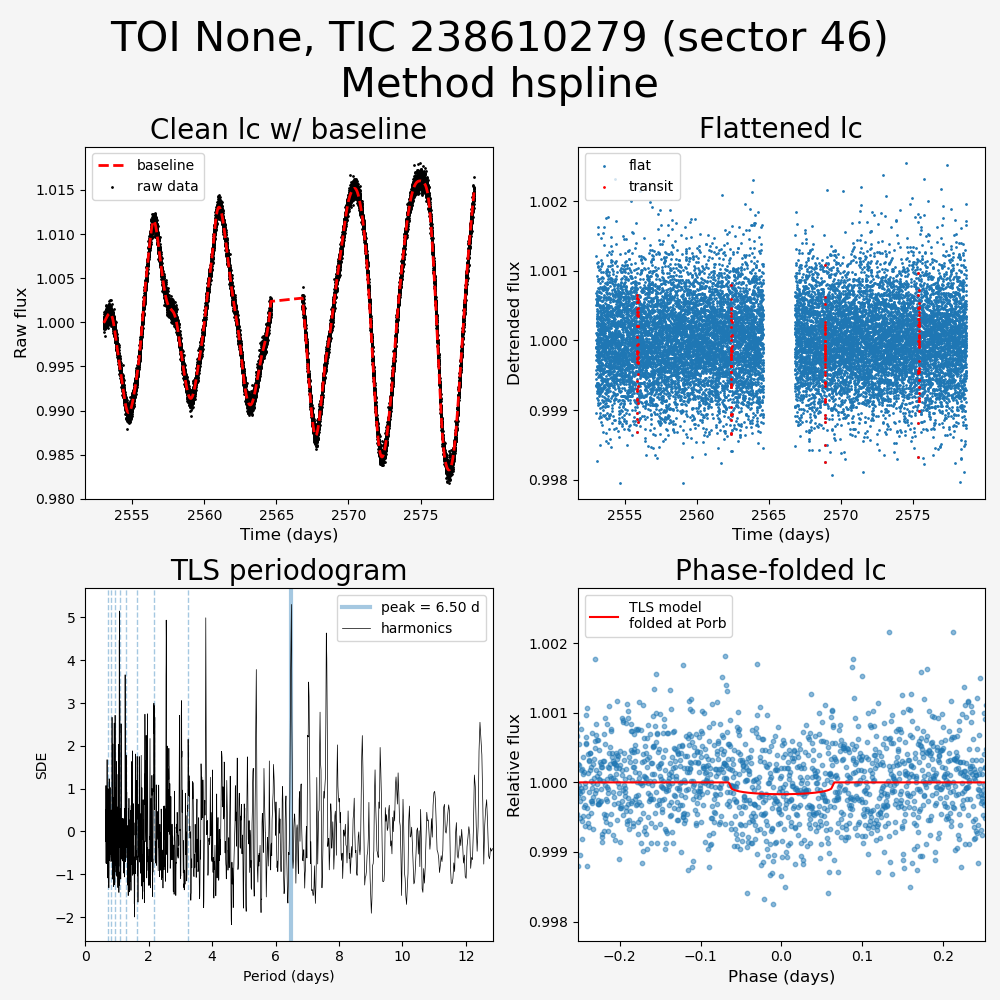 TOI None, TIC 238610279 (sector 46)
Method hspline
Clean lc w/ baseline
baseline
raw data
1.015
1.010
1.005
1.000
0.995
0.990
0.985
0.980
Raw flux
2555
2560
2565
2570
2575
Time (days)
Flattened lc
flat
transit
1.002
1.001
1.000
0.999
0.998
Detrended flux
2555
2560
2565
2570
2575
Time (days)
TLS periodogram
peak = 6.50 d
harmonics
5
4
3
2
1
0
−1
−2
SDE
0
2
4
6
8
10
12
Period (days)
Phase-folded lc
TLS model
folded at Porb
1.002
1.001
1.000
0.999
0.998
Relative flux
−0.2
−0.1
0.0
0.1
0.2
Phase (days)